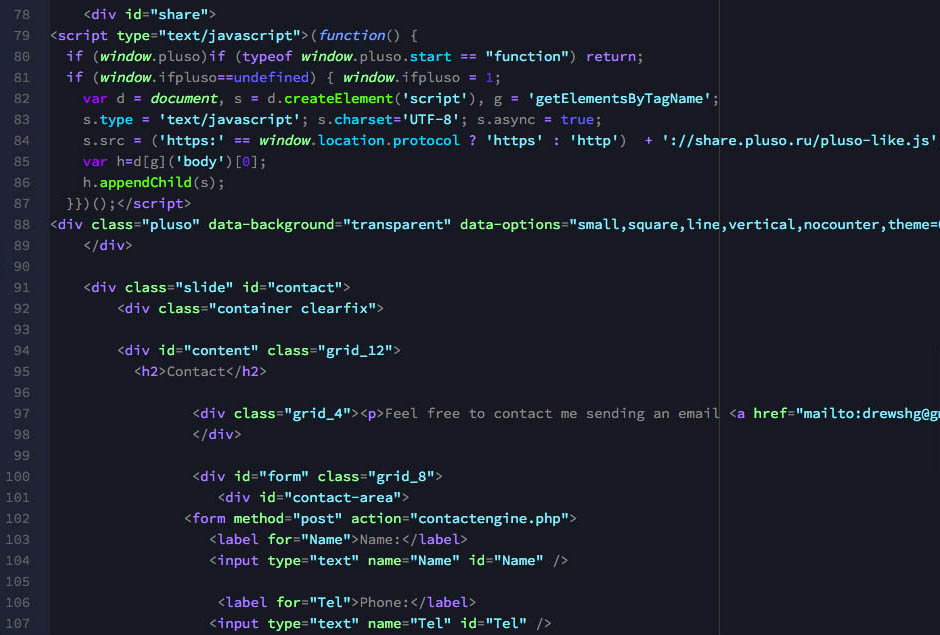 78 <div id="share">
79 <script type="text/javascript">(function() {
80 if (window.pluso)if (typeof window.pluso.start == "function") return;
81 if (window.ifpluso==undefined) { window.ifpluso = 1;
82 var d = document, s = d.createElement('script'), g = 'getElementsByTagName';
83 s.type = 'text/javascript'; s.charset='UTF-8'; s.async = true;
84 s.src = ('https:' == window.location.protocol ? 'https' : 'http') + '://share.pluso.ru/pluso-like.js'
85 var h=d[g]('body')[0];
86 h.appendChild(s);
87 }})();</script>
88 <div class="pluso" data-background="transparent" data-options="small,square,line,vertical,nocounter,theme=
89 </div>
90
91 <div class="slide" id="contact">
92 <div class="container clearfix">
93
94 <div id="content" class="grid_12">
95 <h2>Contact</h2>
96
97 <div class="grid_4"><p>Feel free to contact me sending an email <a href="mailto:drewshg@g
98 </div>
99
100 <div id="form" class="grid_8">
101 <div id="contact-area">
102 <form method="post" action="contactengine.php">
103 <label for="Name">Name:</label>
104 <input type="text" name="Name" id="Name" />
105
106 <label for="Tel">Phone:</label>
107 <input type="text" name="Tel" id="Tel" />